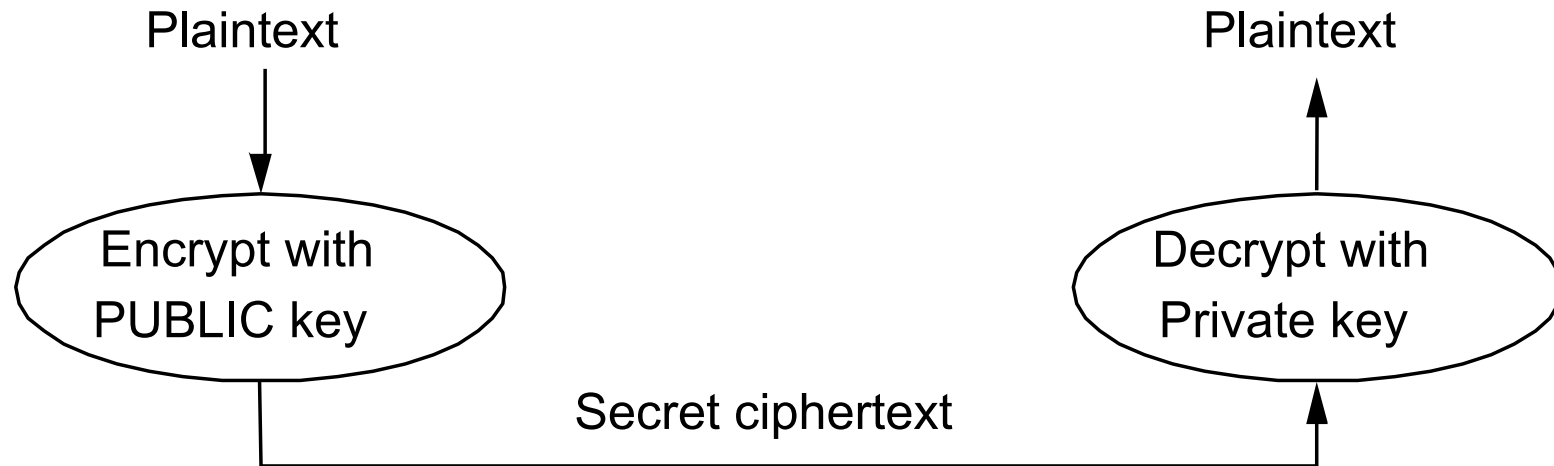 Plaintext
Plaintext
Encrypt with
PUBLIC key
Decrypt with
Private key
Secret ciphertext